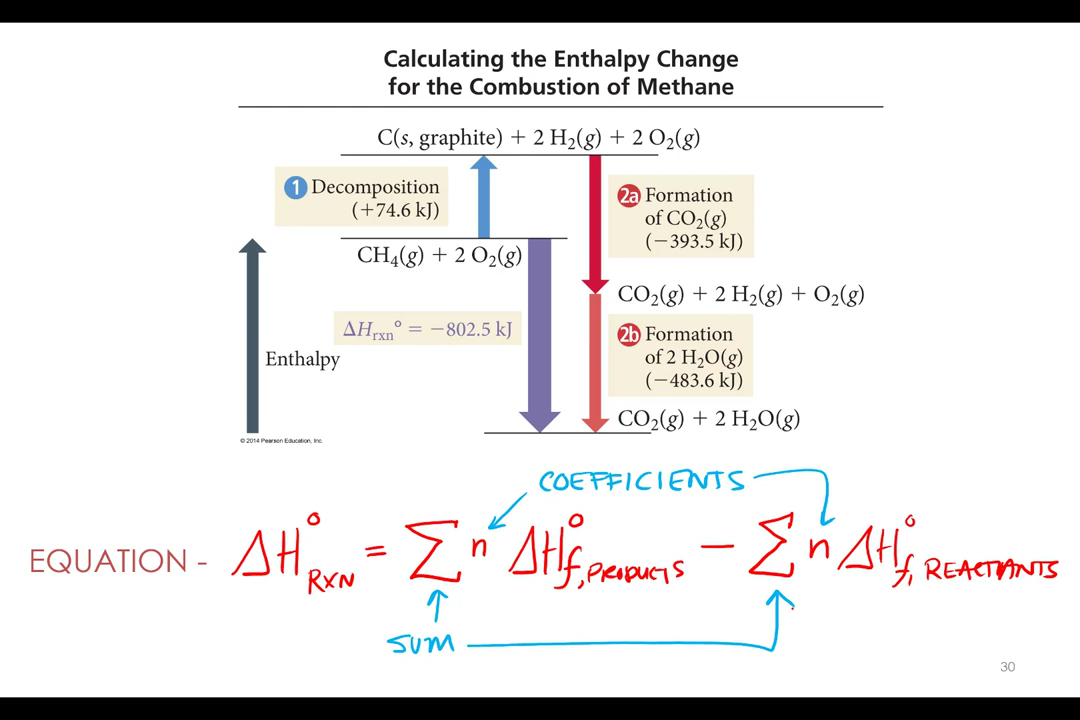 Calculating the Enthalpy Change
for the Combustion of Methane
C(s, graphite) + 2 H₂(g) + 2 O₂(g)
1 Decomposition
(+74.6 kJ)
2a Formation
of CO₂(g)
(−393.5 kJ)
CH₄(g) + 2 O₂(g)
CO₂(g) + 2 H₂(g) + O₂(g)
ΔHrxn° = −802.5 kJ
2b Formation
of 2 H₂O(g)
(−483.6 kJ)
Enthalpy
CO₂(g) + 2 H₂O(g)
© 2014 Pearson Education, Inc.
COEFFICIENTS
EQUATION - ΔH°RXN = Σ n ΔH°f, PRODUCTS − Σ n ΔH°f, REACTANTS
SUM
30